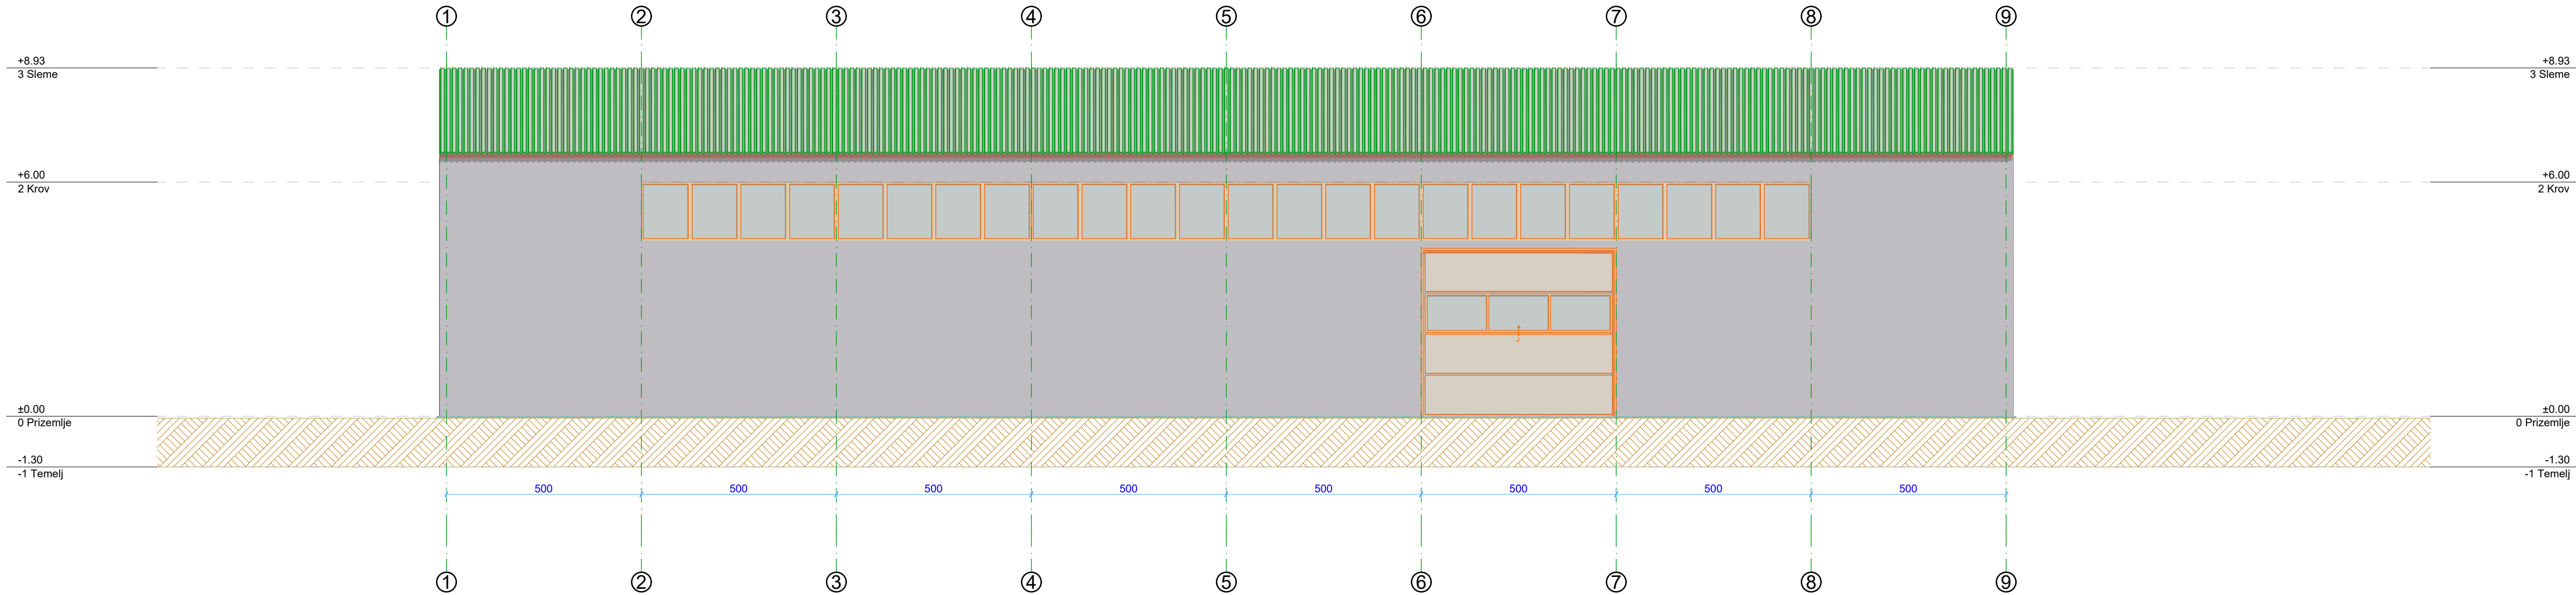 1 2 3 4 5 6 7 8 9
+8.93 +8.93
3 Sleme 3 Sleme
+6.00 +6.00
2 Krov 2 Krov
±0.00 ±0.00
0 Prizemlje 0 Prizemlje
-1.30 -1.30
-1 Temelj -1 Temelj
500 500 500 500 500 500 500 500
1 2 3 4 5 6 7 8 9